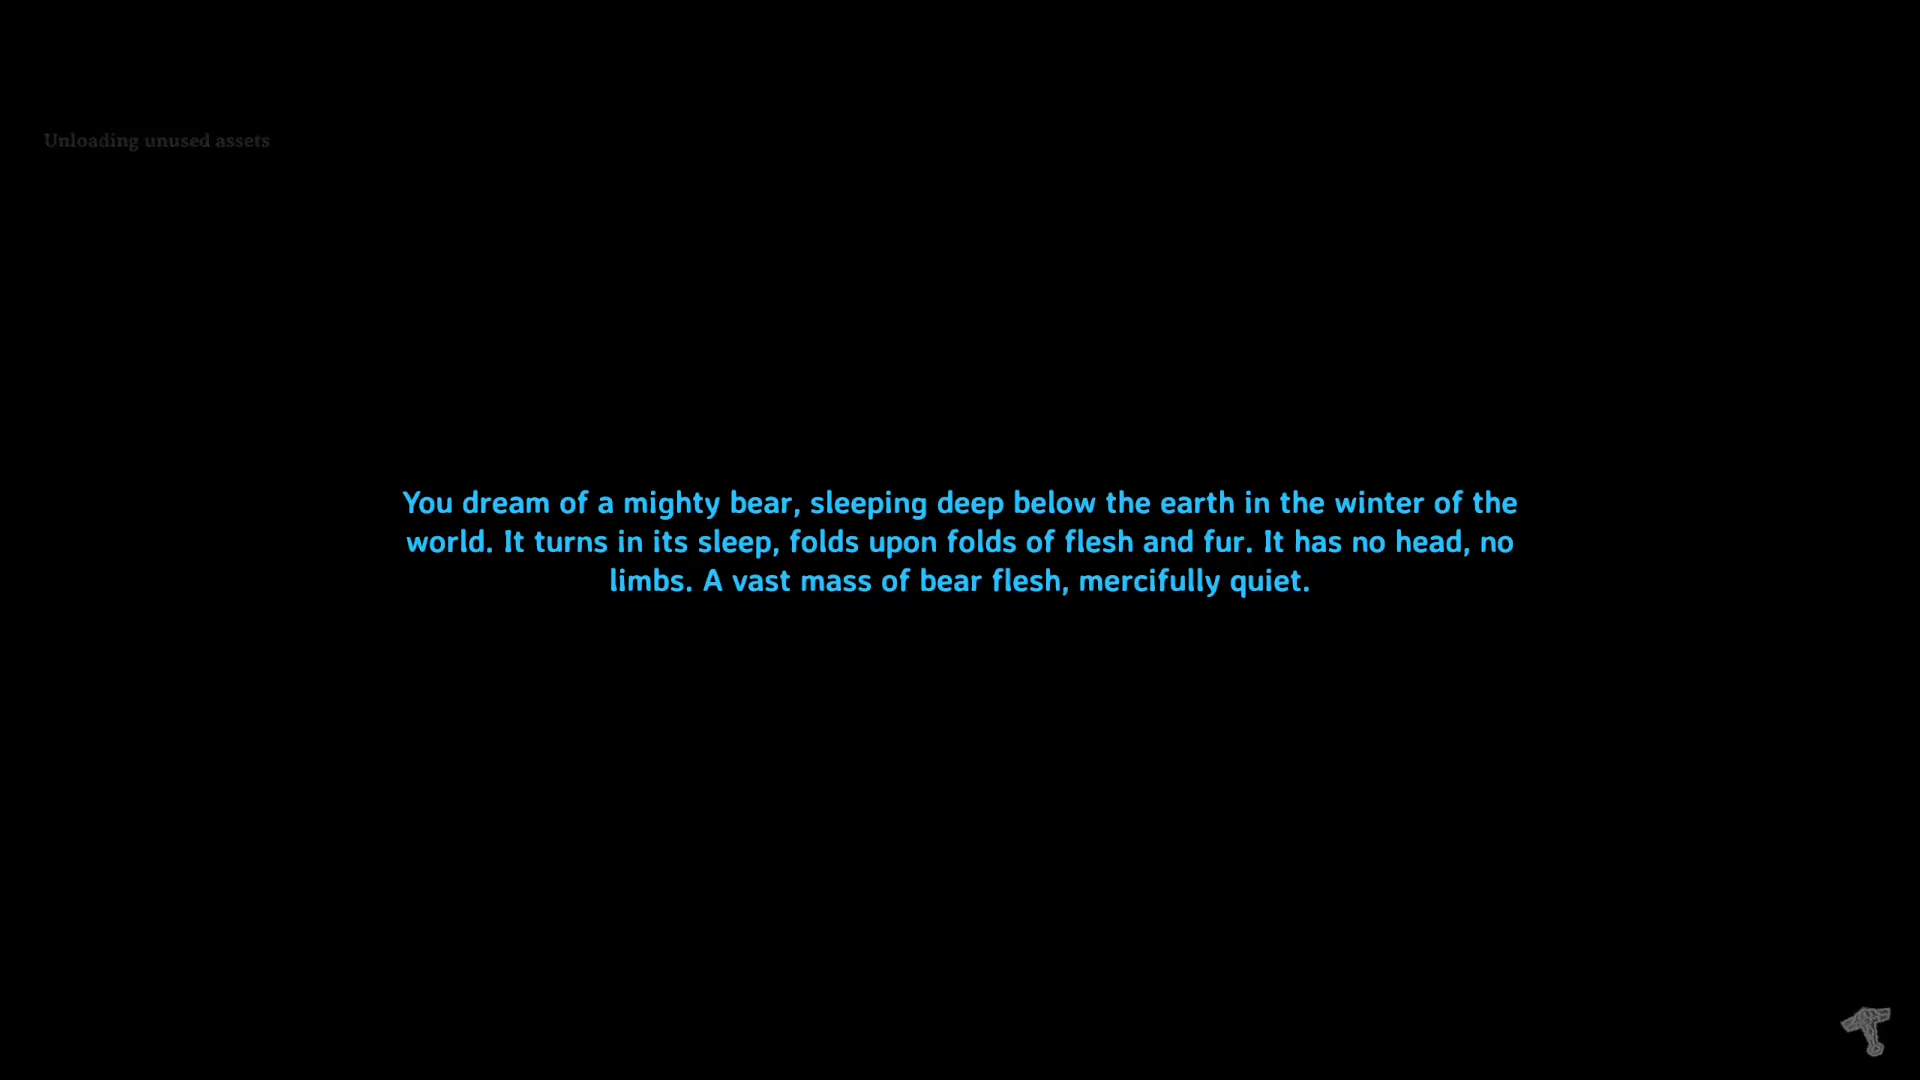 Unloading unused assets
You dream of a mighty bear, sleeping deep below the earth in the winter of the
world. It turns in its sleep, folds upon folds of flesh and fur. It has no head, no
limbs. A vast mass of bear flesh, mercifully quiet.